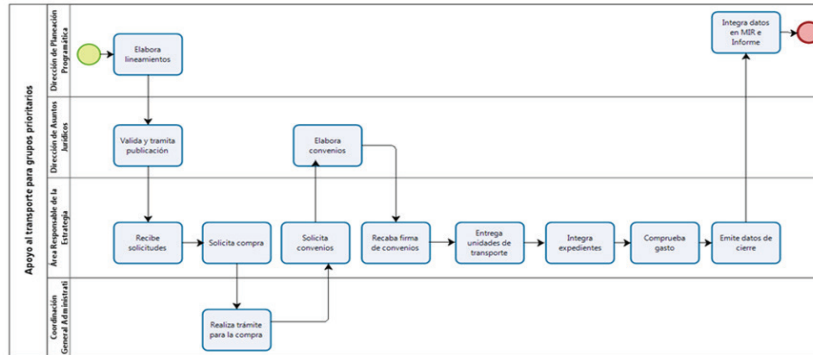 Apoyo al transporte para grupos prioritarios
Dirección de Planeación
Programática
Elabora
lineamientos
Integra datos
en MIR e
Informe
Dirección de Asuntos
Jurídicos
Valida y tramita
publicación
Elabora
convenios
Área Responsable de la
Estrategia
Recibe
solicitudes
Solicita compra
Solicita
convenios
Recaba firma
de convenios
Entrega
unidades de
transporte
Integra
expedientes
Comprueba
gasto
Emite datos de
cierre
Coordinación
General Administrati
Realiza trámite
para la compra